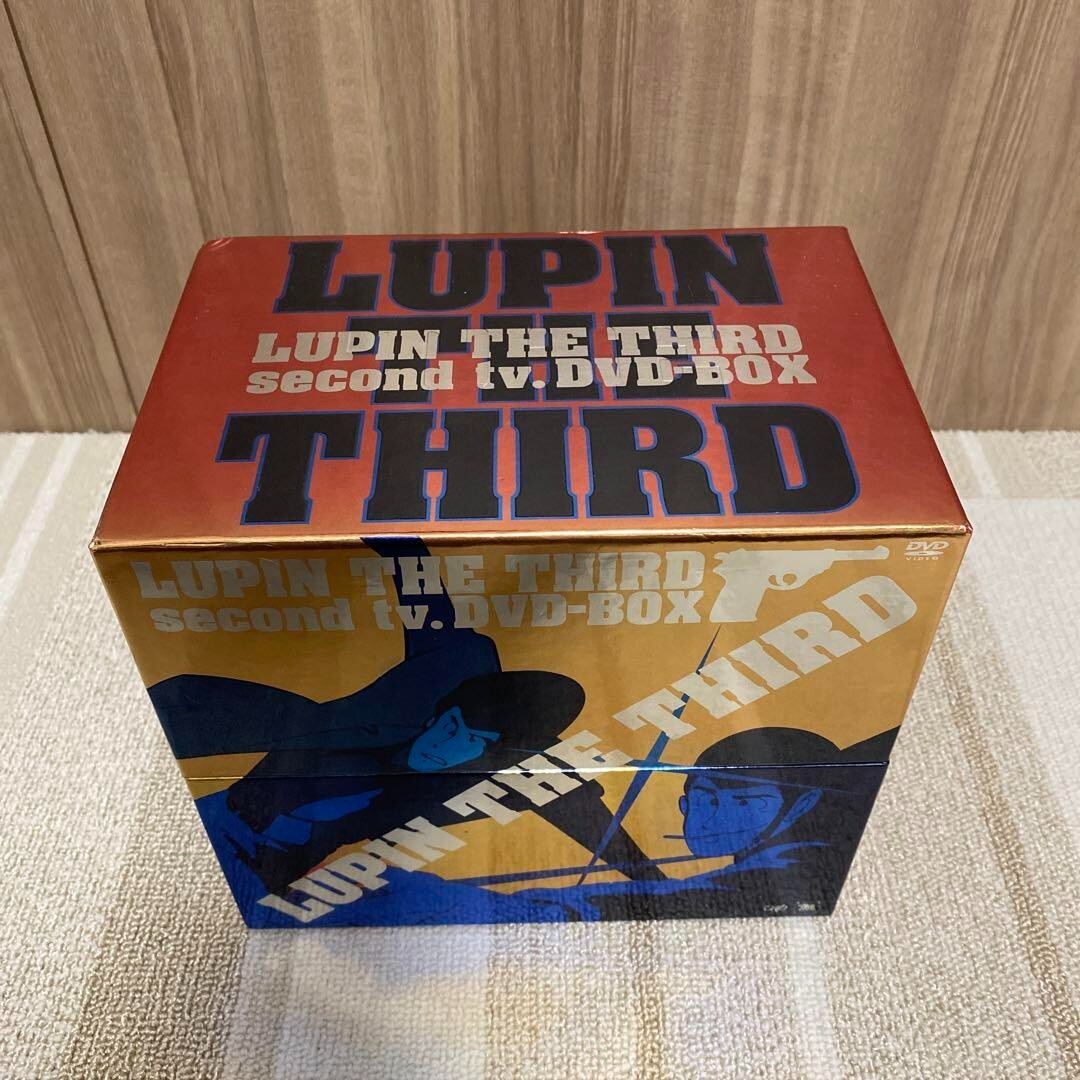 LUPIN
THE
THIRD
LUPIN THE THIRD
second tv. DVD-BOX
LUPIN THE THIRD
second tv. DVD-BOX
DVD
VIDEO
LUPIN THE THIRD